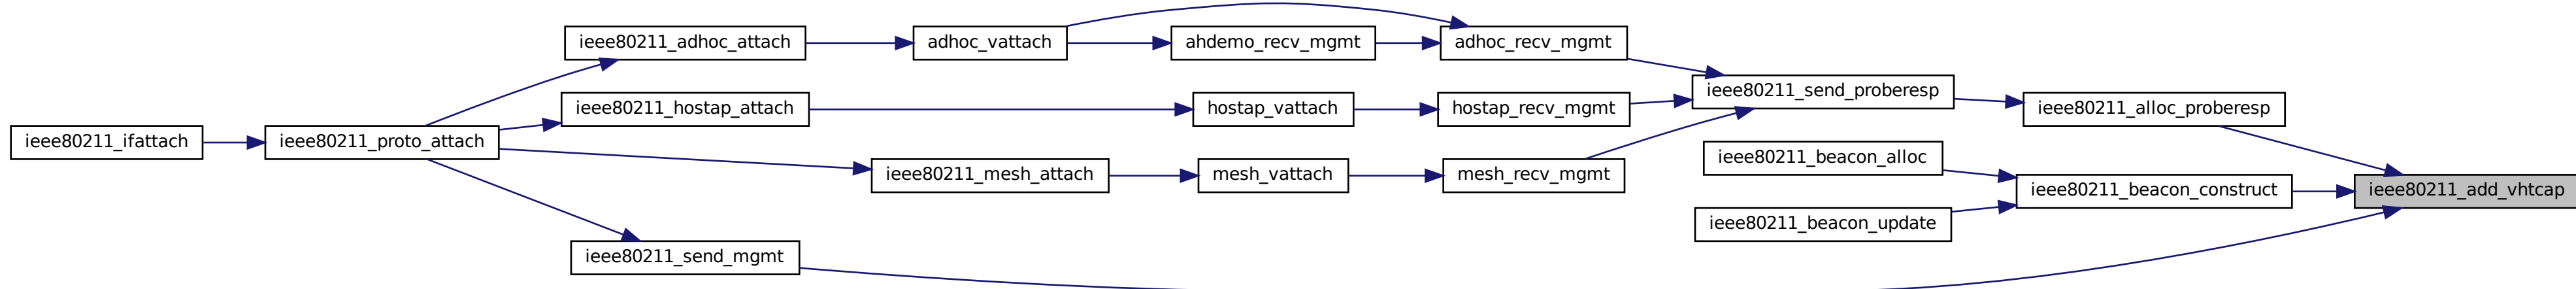 ieee80211_adhoc_attach
adhoc_vattach
ahdemo_recv_mgmt
adhoc_recv_mgmt
ieee80211_send_proberesp
ieee80211_hostap_attach
hostap_vattach
hostap_recv_mgmt
ieee80211_alloc_proberesp
ieee80211_ifattach
ieee80211_proto_attach
ieee80211_beacon_alloc
ieee80211_mesh_attach
mesh_vattach
mesh_recv_mgmt
ieee80211_beacon_construct
ieee80211_add_vhtcap
ieee80211_beacon_update
ieee80211_send_mgmt